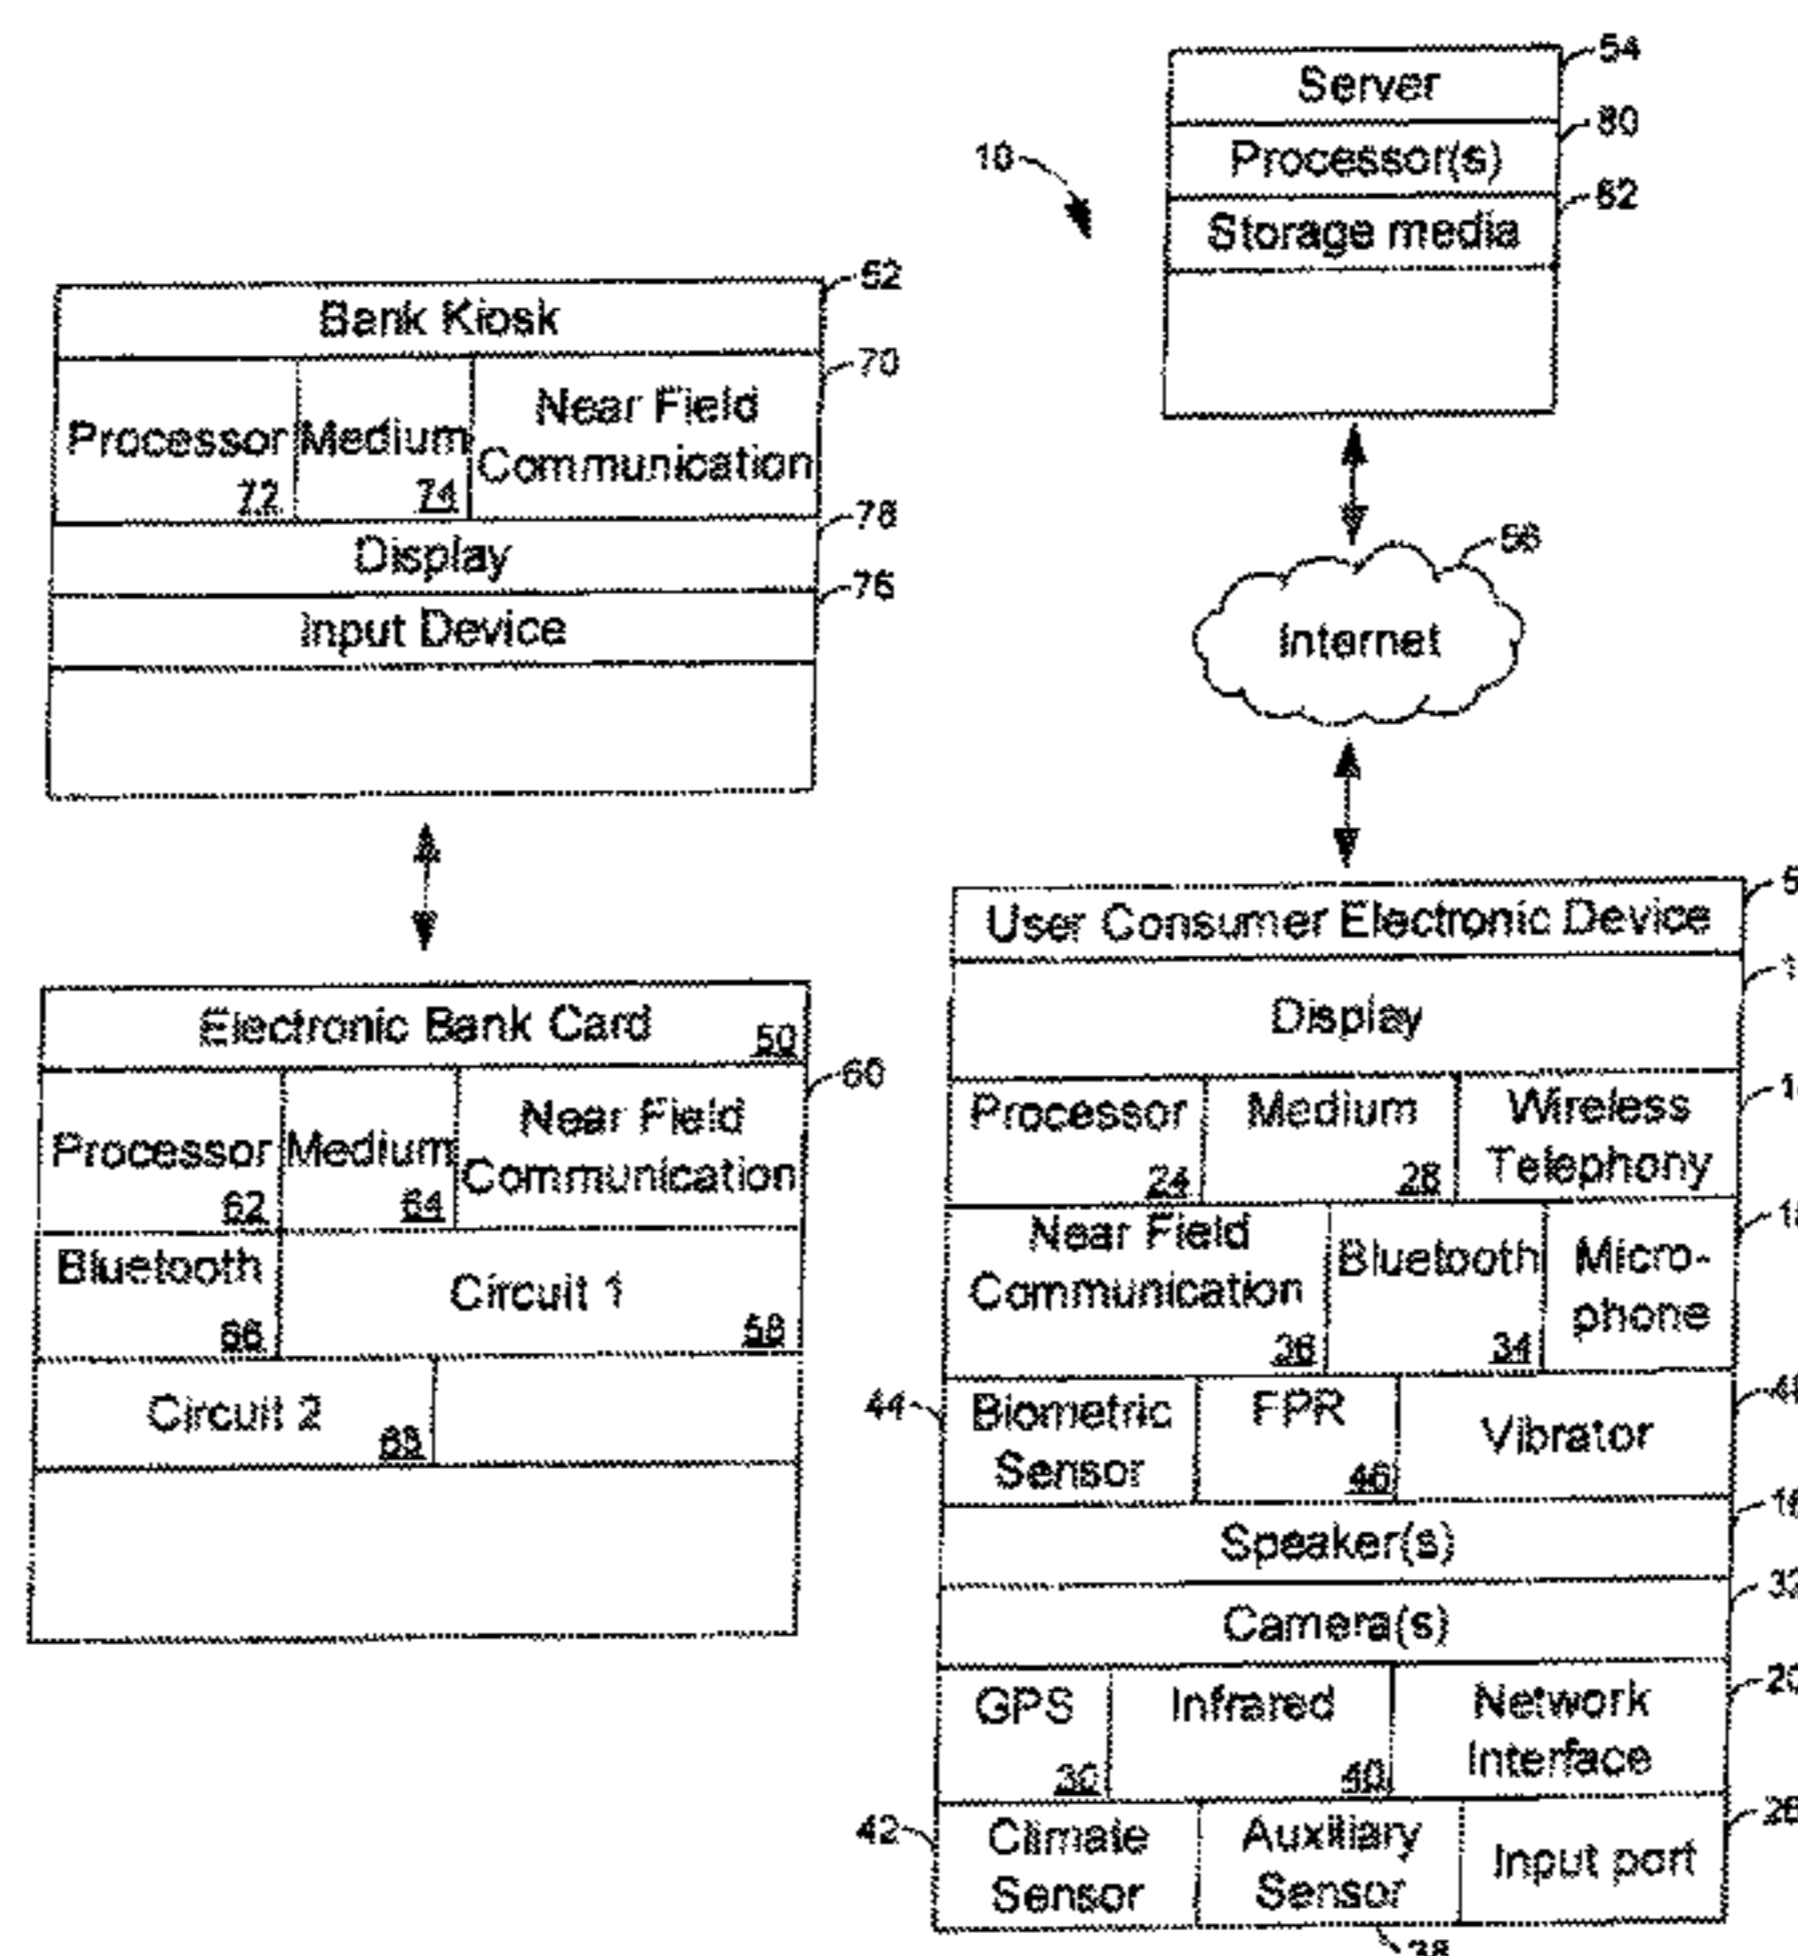 54
Server
80
10
Processor(s)
82
Storage media
52
Bank Kiosk
70
Near Field
Processor Medium
Communication
72 74
78
Display
76
Input Device
56
Internet
User Consumer Electronic Device
Display
Electronic Bank Card
50
60
Near Field
Processor Medium
Communication
62 64
Bluetooth
Circuit 1
66 58
Circuit 2
68
Processor Medium Wireless
Telephony
24 28
Near Field
Communication
Bluetooth Micro-
phone
36 34
44
Biometric
Sensor
FPR
46
Vibrator
Speaker(s)
32
Camera(s)
20
GPS Infrared Network
Interface
30 40
42
26
Climate
Sensor
Auxiliary
Sensor
Input port
38